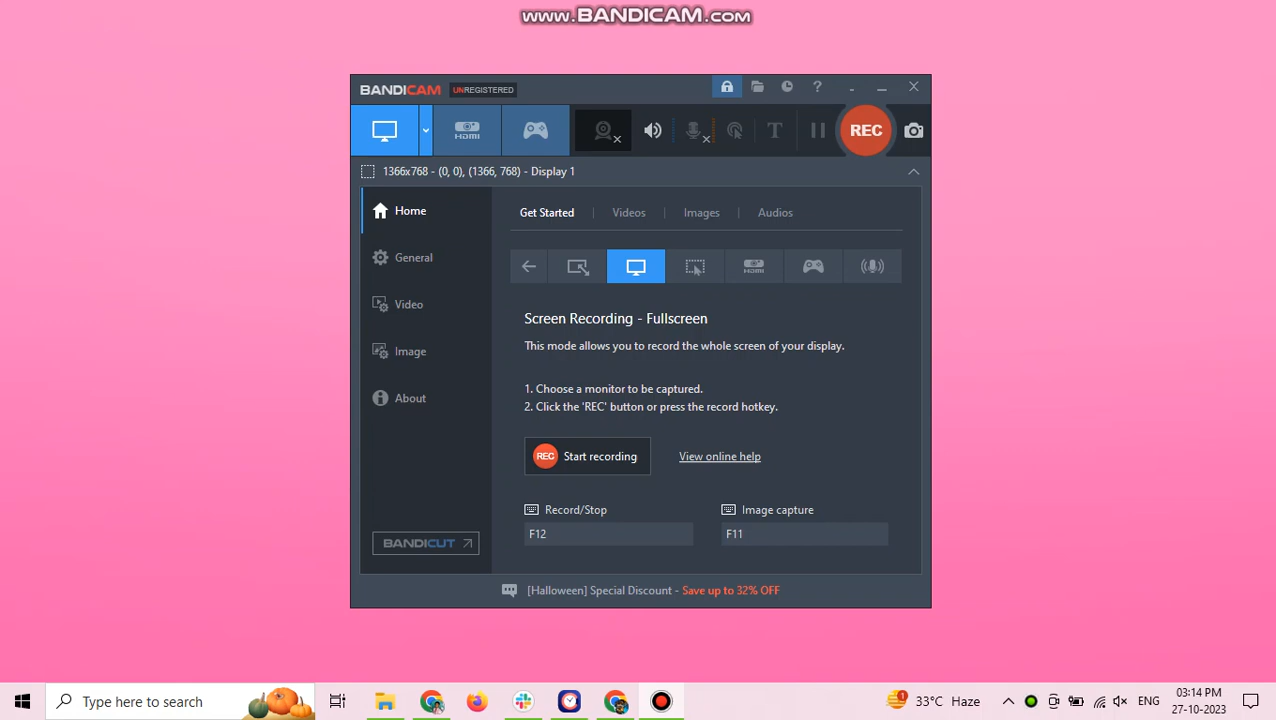 www.BANDICAM.com
BANDICAM UNREGISTERED
HDMI
T
REC
1366x768 - (0, 0), (1366, 768) - Display 1
Home
Get Started
Videos
Images
Audios
General
HDMI
Video
Screen Recording - Fullscreen
This mode allows you to record the whole screen of your display.
Image
1. Choose a monitor to be captured.
2. Click the 'REC' button or press the record hotkey.
About
REC Start recording
View online help
Record/Stop
Image capture
F12
F11
BANDICUT
[Halloween] Special Discount - Save up to 32% OFF
Type here to search
1
33°C Haze
ENG
03:14 PM
27-10-2023